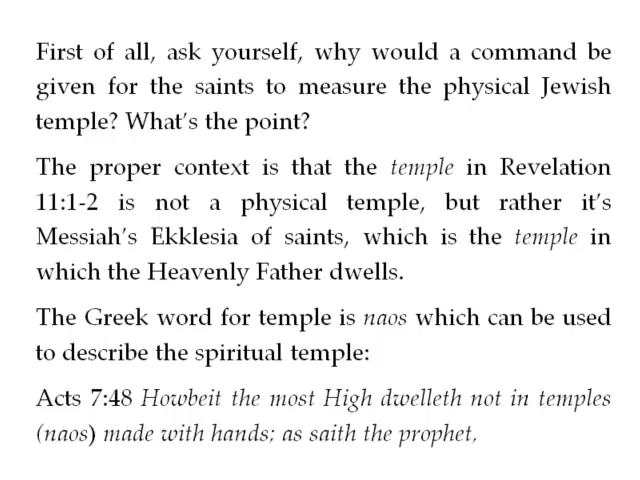 First of all, ask yourself, why would a command be
given for the saints to measure the physical Jewish
temple? What's the point?
The proper context is that the temple in Revelation
11:1-2 is not a physical temple, but rather it's
Messiah's Ekklesia of saints, which is the temple in
which the Heavenly Father dwells.
The Greek word for temple is naos which can be used
to describe the spiritual temple:
Acts 7:48 Howbeit the most High dwelleth not in temples
(naos) made with hands; as saith the prophet,